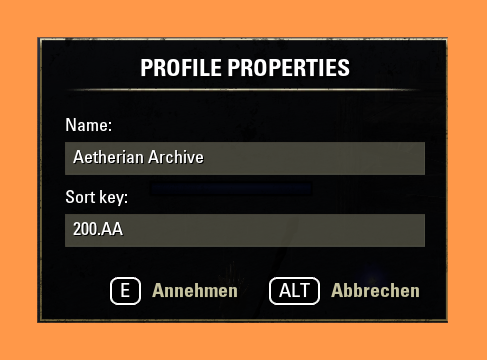 PROFILE PROPERTIES
Name:
Aetherian Archive
Sort key:
200.AA
E Annehmen ALT Abbrechen